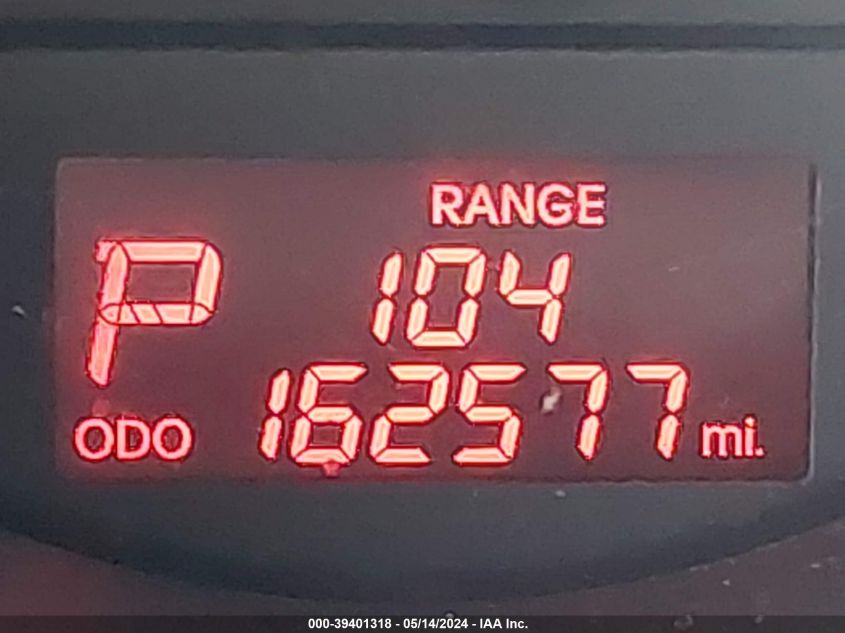 RANGE
P 104
ODO 162577 mi.
000-39401318 - 05/14/2024 - IAA Inc.